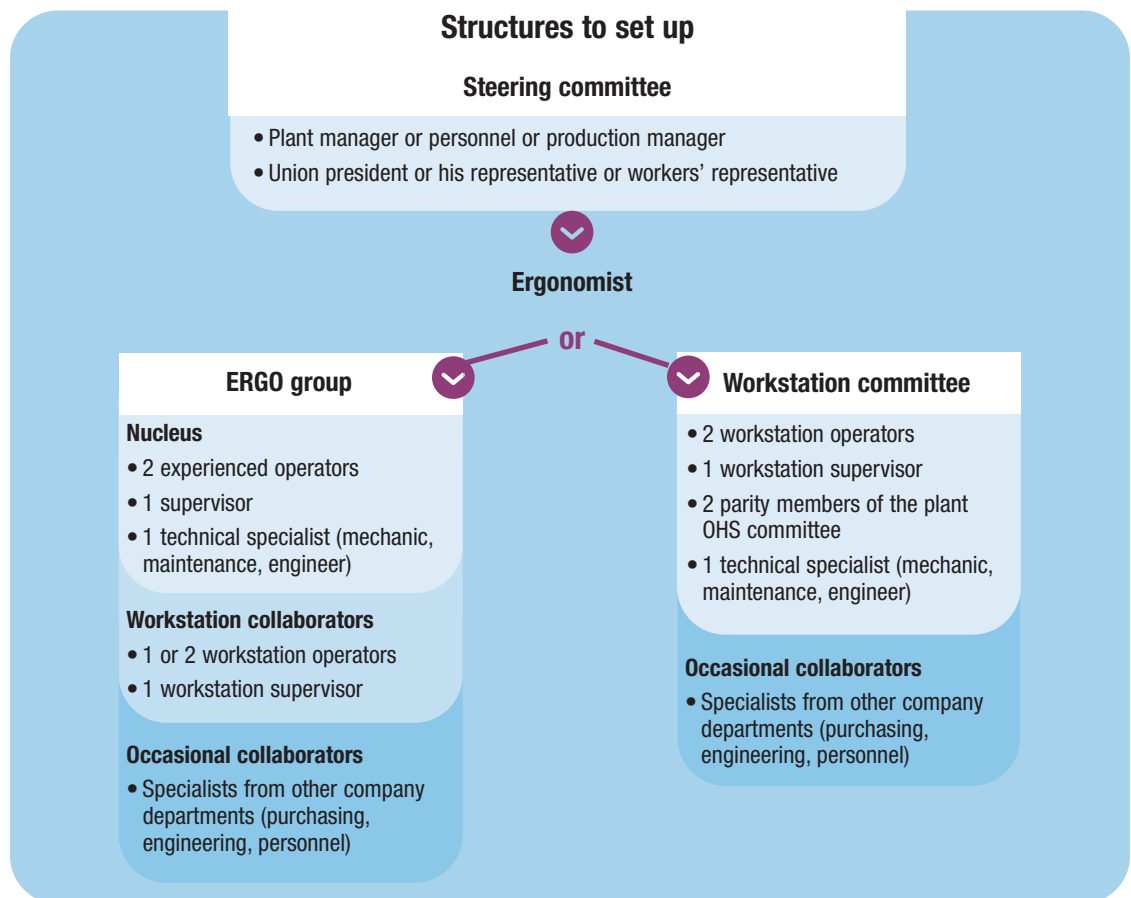 Structures to set up
Steering committee
• Plant manager or personnel or production manager
• Union president or his representative or workers’ representative
Ergonomist
or
ERGO group
Nucleus
• 2 experienced operators
• 1 supervisor
• 1 technical specialist (mechanic,
maintenance, engineer)
Workstation collaborators
• 1 or 2 workstation operators
• 1 workstation supervisor
Occasional collaborators
• Specialists from other company
departments (purchasing,
engineering, personnel)
Workstation committee
• 2 workstation operators
• 1 workstation supervisor
• 2 parity members of the plant
OHS committee
• 1 technical specialist (mechanic,
maintenance, engineer)
Occasional collaborators
• Specialists from other company
departments (purchasing,
engineering, personnel)